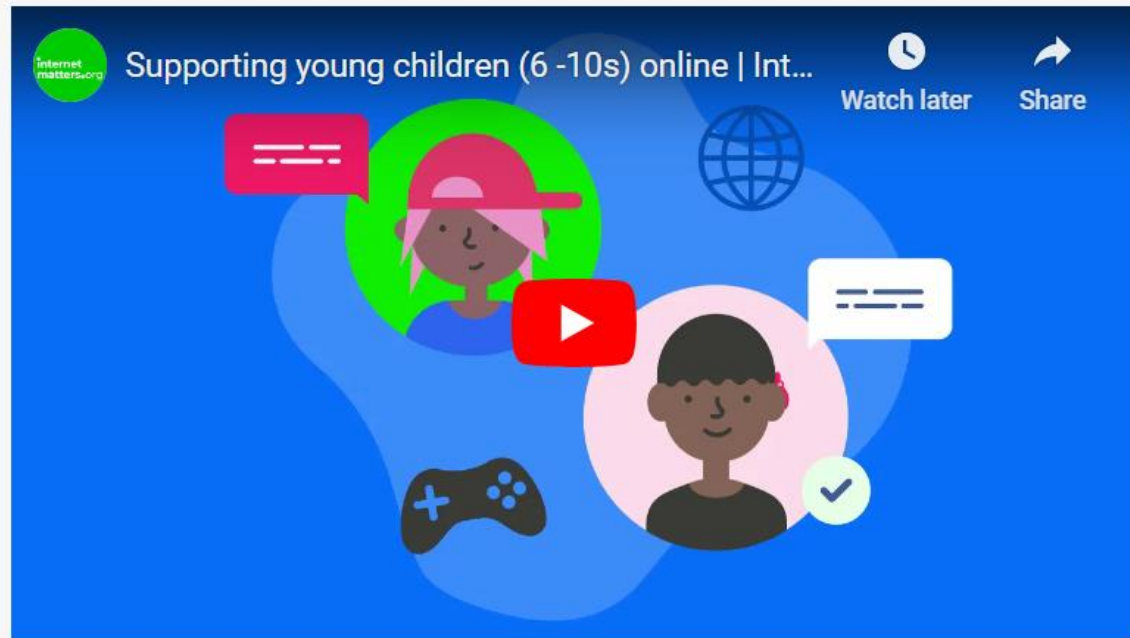 internet
matters.org
Supporting young children (6 -10s) online | Int...
Watch later
Share